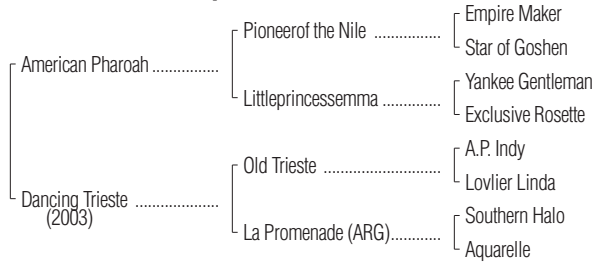 Empire Maker
Pioneerof the Nile ................
Star of Goshen
American Pharoah ................
Yankee Gentleman
Littleprincessemma ..............
Exclusive Rosette
A.P. Indy
Old Trieste ............................
Lovlier Linda
Dancing Trieste ....................
(2003)
Southern Halo
La Promenade (ARG)............
Aquarelle